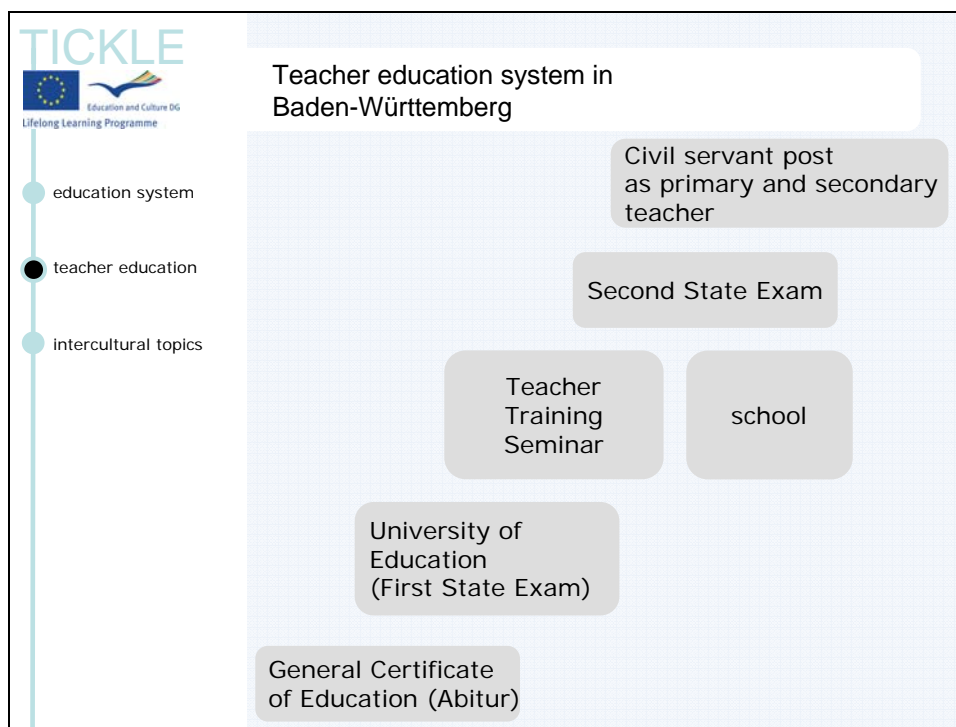 TICKLE
Education and Culture DG
Lifelong Learning Programme
education system
teacher education
intercultural topics
Teacher education system in
Baden-Württemberg
Civil servant post
as primary and secondary
teacher
Second State Exam
Teacher
Training
Seminar
school
University of
Education
(First State Exam)
General Certificate
of Education (Abitur)